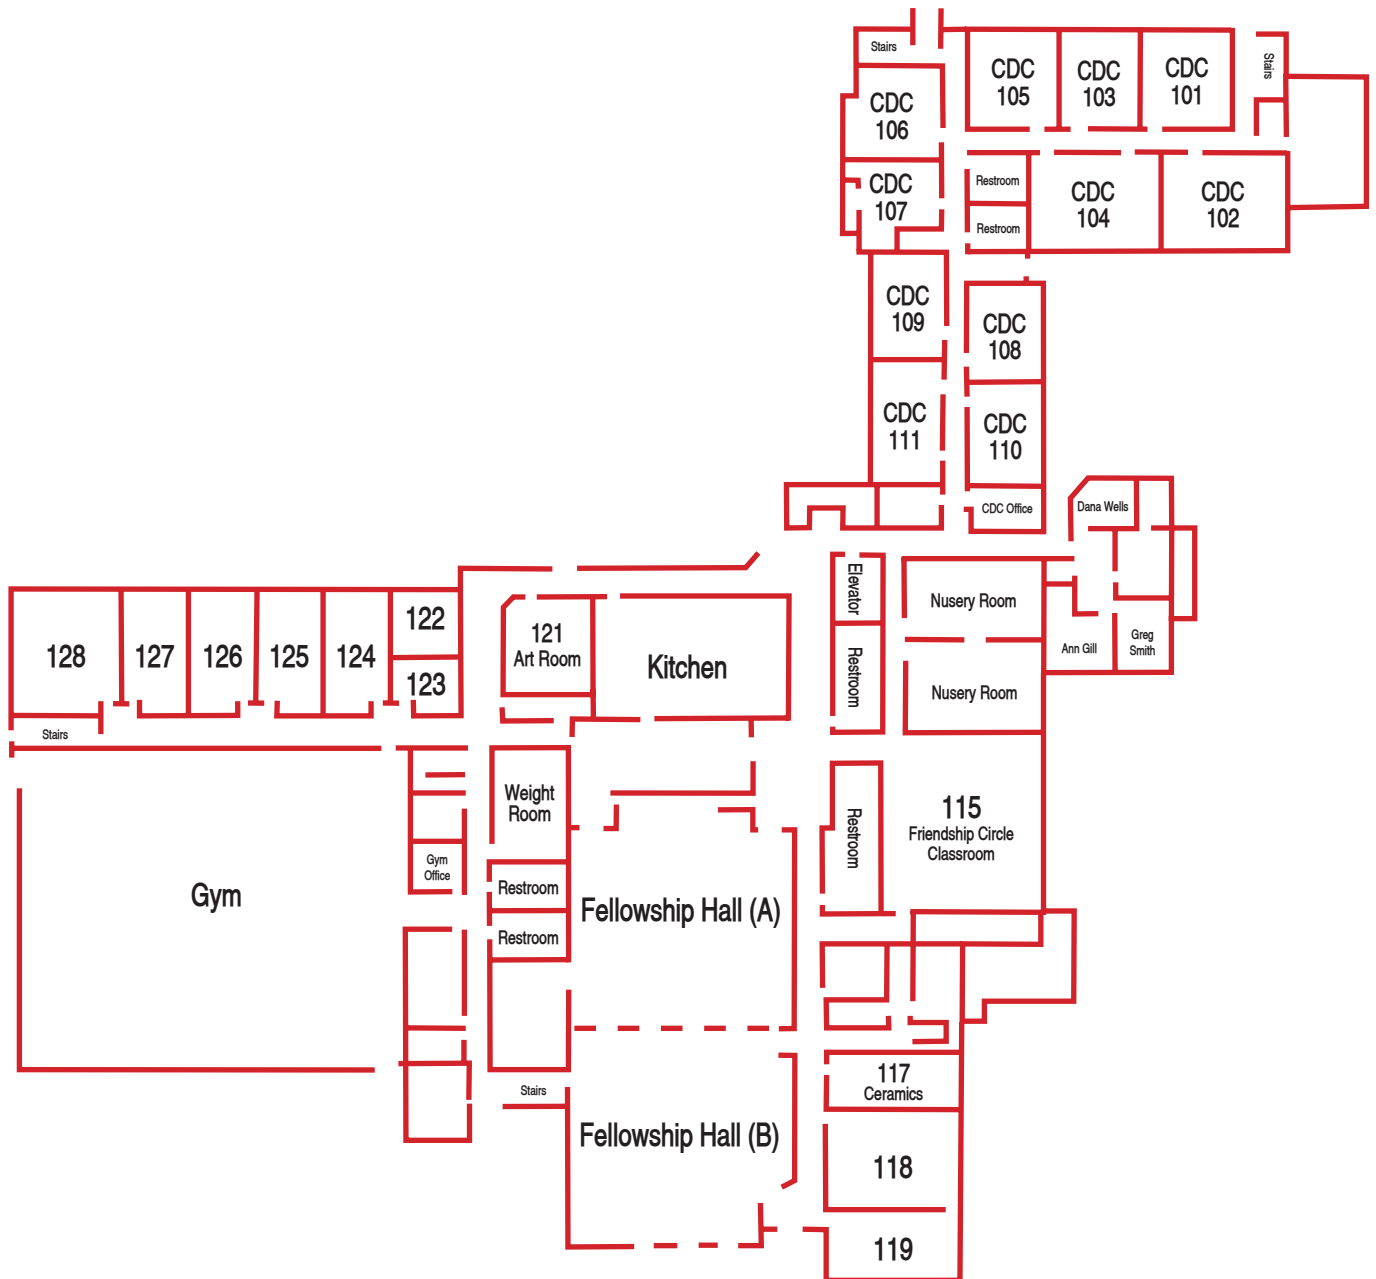 Stairs
CDC
105
CDC
103
CDC
101
Stairs
CDC
106
CDC
107
Restroom
Restroom
CDC
104
CDC
102
CDC
109
CDC
108
CDC
111
CDC
110
CDC Office
Dana Wells
Elevator
Nusery Room
Restroom
Nusery Room
Ann Gill
Greg
Smith
128
127
126
125
124
122
123
121
Art Room
Kitchen
Stairs
Weight
Room
Restroom
115
Friendship Circle
Classroom
Gym
Gym
Office
Restroom
Restroom
Fellowship Hall (A)
Stairs
Fellowship Hall (B)
117
Ceramics
118
119